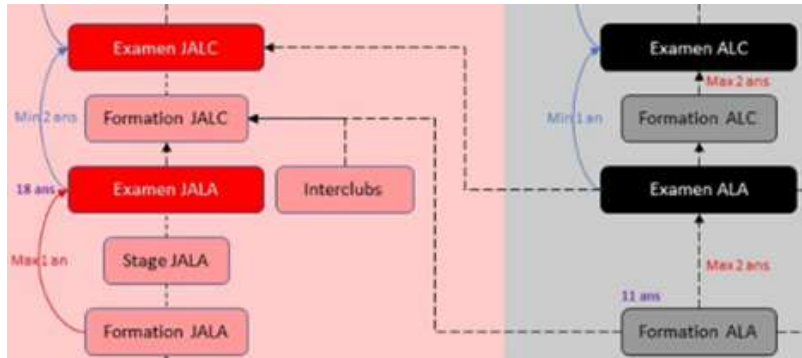 Examen JALC
Examen ALC
Max 2 ans
Min 2 ans
Formation JALC
Min 1 an
Formation ALC
18 ans
Examen JALA
Interclubs
Examen ALA
Max 1 an
Stage JALA
Max 2 ans
11 ans
Formation JALA
Formation ALA